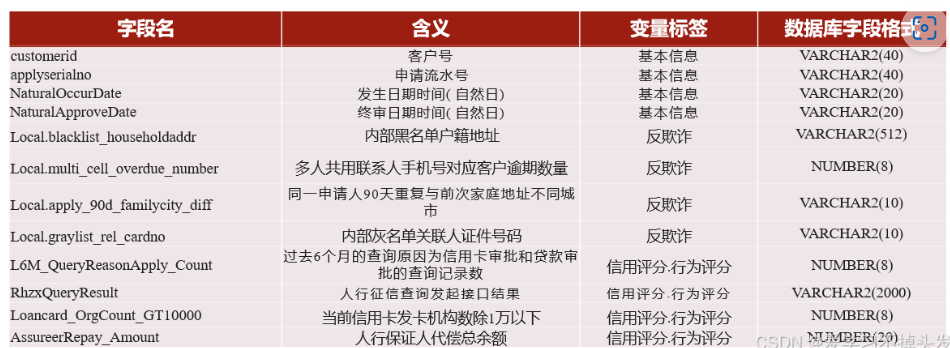 字段名 含义 变量标签 数据库字段格式
customerid 客户号 基本信息 VARCHAR2(40)
applyserialno 申请流水号 基本信息 VARCHAR2(40)
NaturalOccurDate 发生日期时间( 自然日) 基本信息 VARCHAR2(20)
NaturalApproveDate 终审日期时间( 自然日) 基本信息 VARCHAR2(20)
Local.blacklist_householdaddr 内部黑名单户籍地址 反欺诈 VARCHAR2(512)
Local.multi_cell_overdue_number 多人共用联系人手机号对应客户逾期数量 反欺诈 NUMBER(8)
同一申请人90天重复与前次家庭地址不同城
Local.apply_90d_familycity_diff 市 反欺诈 VARCHAR2(10)
Local.graylist_rel_cardno 内部灰名单关联人证件号码 反欺诈 VARCHAR2(10)
过去6个月的查询原因为信用卡审批和贷款审
L6M_QueryReasonApply_Count 批的查询记录数 信用评分.行为评分 NUMBER(8)
RhzxQueryResult 人行征信查询发起接口结果 信用评分.行为评分 VARCHAR2(2000)
Loancard_OrgCount_GT10000 当前信用卡发卡机构数除1万以下 信用评分.行为评分 NUMBER(8)
AssureerRepay_Amount 人行保证人代偿总余额 信用评分.行为评分 NUMBER(20)
CSDN